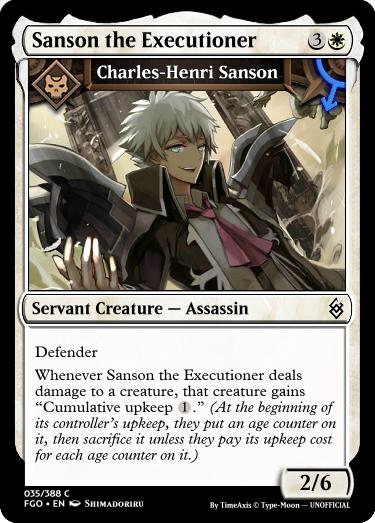 Sanson the Executioner 3
Charles-Henri Sanson
Servant Creature — Assassin
Defender
Whenever Sanson the Executioner deals
damage to a creature, that creature gains
“Cumulative upkeep 1.” (At the beginning
of its controller's upkeep, they put an age counter on
it, then sacrifice it unless they pay its upkeep cost
for each age counter on it.)
2/6
035/388 C
FGO • EN Shimadoriru
By TimeAxis © Type-Moon — UNOFFICIAL